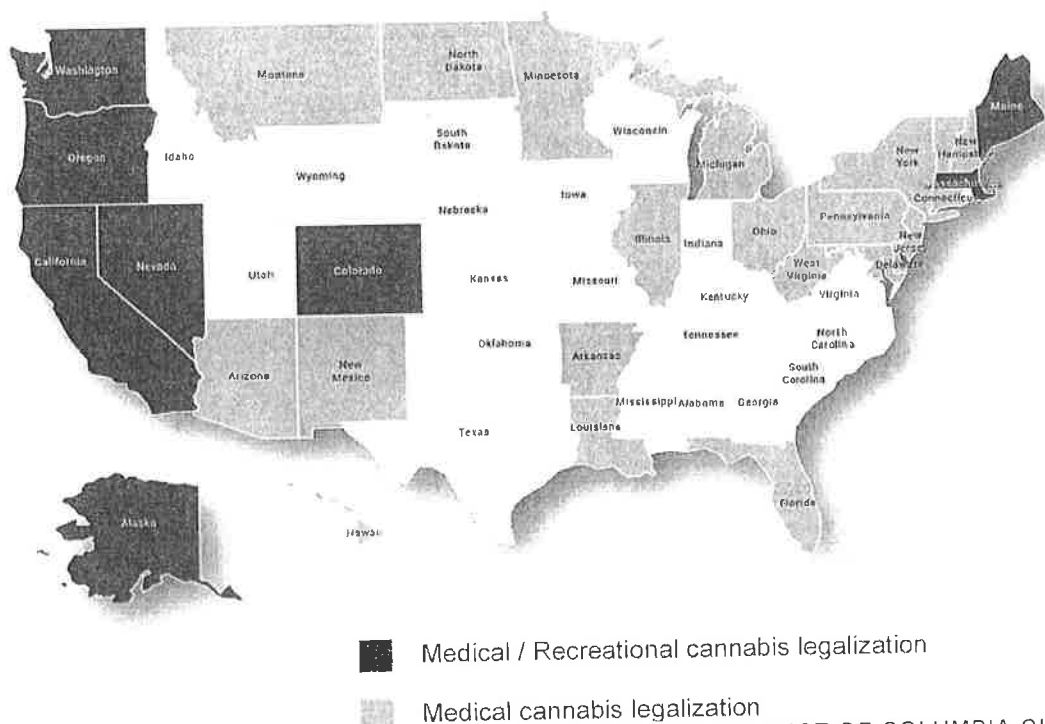 Washington
Montana
North
Dakota
Minnesota
Maine
Oregon
Idaho
South
Dakota
Wisconsin
Michigan
New
York
New
Hampst
Wyoming
Iowa
Nebraska
Connecticu
Pennsylvania
California
Nevada
Utah
Colorado
Kansas
Missouri
Illinois
Indiana
Ohio
West
Virginia
New
Jersey
Delaware
Kentucky
Virginia
Arizona
New
Mexico
Oklahoma
Arkansas
Tennessee
North
Carolina
South
Carolina
Mississippi
Alabama
Georgia
Texas
Louisiana
Florida
Alaska
Hawaii
Medical / Recreational cannabis legalization
Medical cannabis legalization